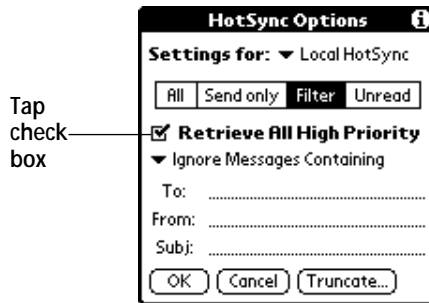 HotSync Options i
Settings for: Local HotSync
All Send only Filter Unread
Tap check box
Retrieve All High Priority
Ignore Messages Containing
To:
From:
Subj:
OK Cancel Truncate...